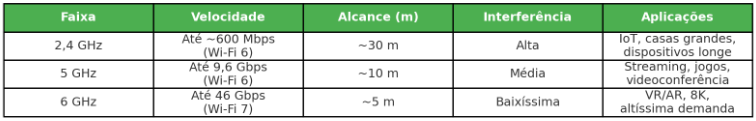 Faixa Velocidade Alcance (m) Interferência Aplicações
2,4 GHz Até ~600 Mbps (Wi-Fi 6) ~30 m Alta IoT, casas grandes, dispositivos longe
5 GHz Até 9,6 Gbps (Wi-Fi 6) ~10 m Média Streaming, jogos, videoconferência
6 GHz Até 46 Gbps (Wi-Fi 7) ~5 m Baixíssima VR/AR, 8K, altíssima demanda